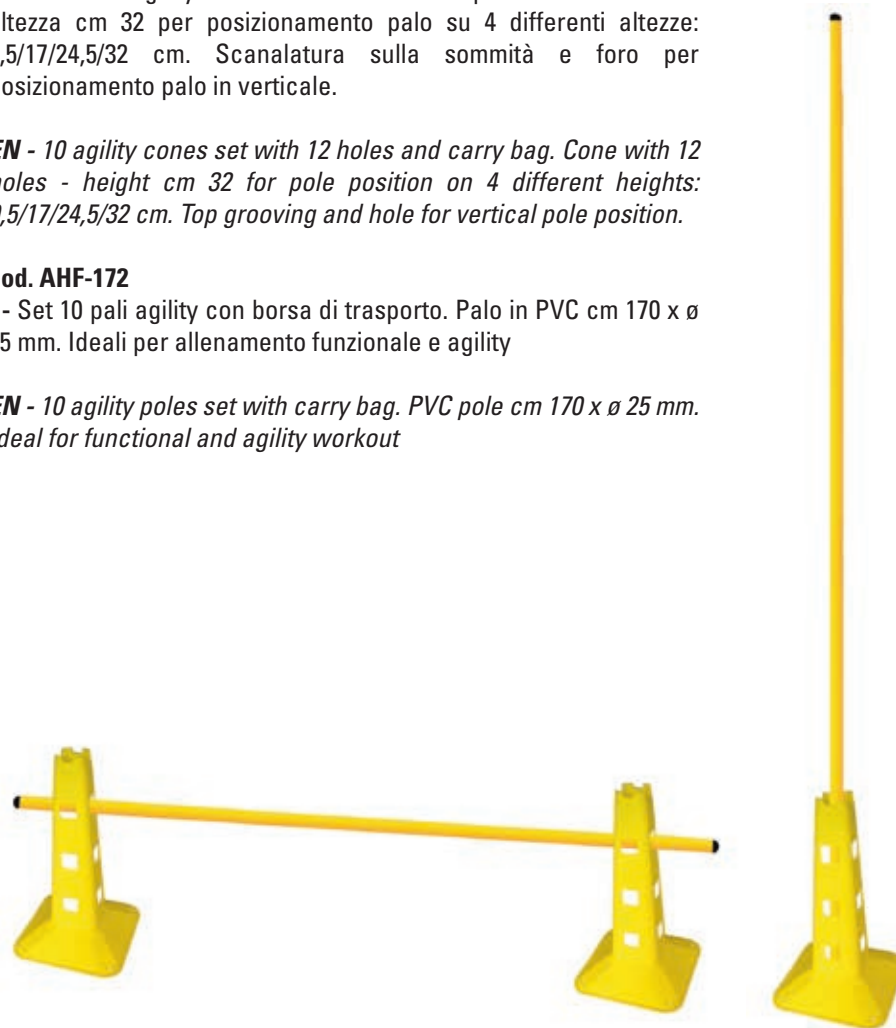 ltezza cm 32 per posizionamento palo su 4 differenti altezze:
,5/17/24,5/32 cm. Scanalatura sulla sommità e foro per
osizionamento palo in verticale.
EN - 10 agility cones set with 12 holes and carry bag. Cone with 12
holes - height cm 32 for pole position on 4 different heights:
,5/17/24,5/32 cm. Top grooving and hole for vertical pole position.
od. AHF-172
- Set 10 pali agility con borsa di trasporto. Palo in PVC cm 170 x ø
5 mm. Ideali per allenamento funzionale e agility
EN - 10 agility poles set with carry bag. PVC pole cm 170 x ø 25 mm.
deal for functional and agility workout